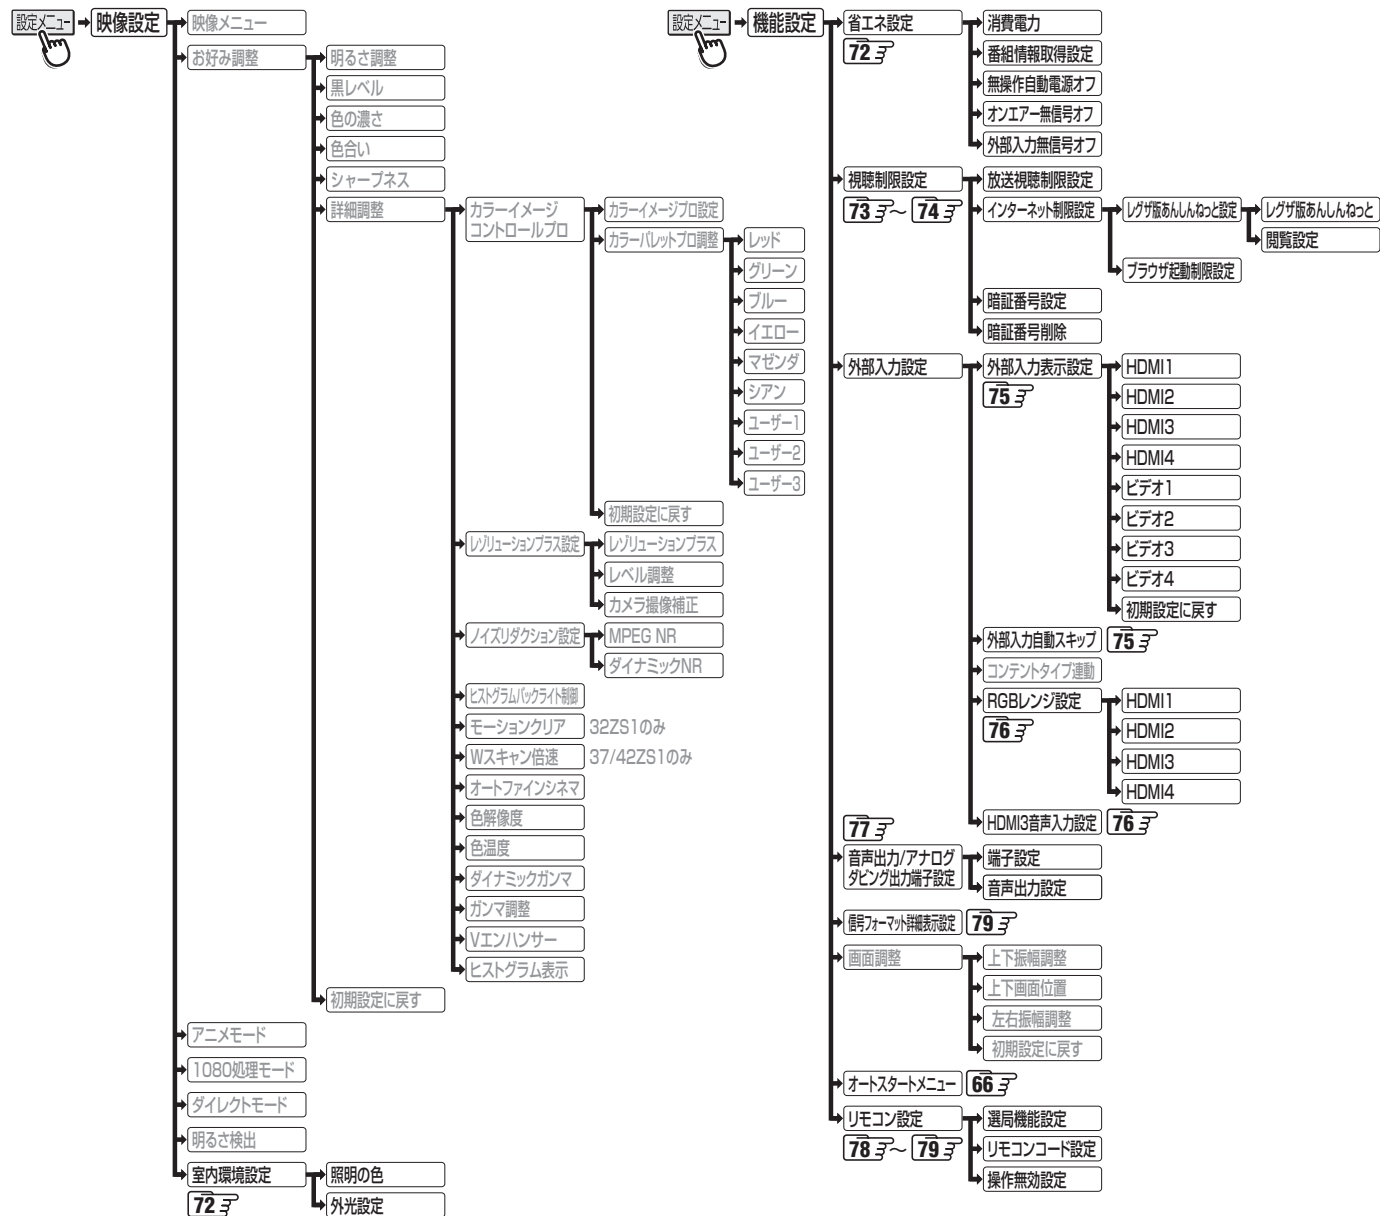 設定メニュー
映像設定
映像メニュー
お好み調整
明るさ調整
黒レベル
色の濃さ
色合い
シャープネス
詳細調整
カラーイメージ
コントロールプロ
カラーイメージプロ設定
カラーパレットプロ調整
レッド
グリーン
ブルー
イエロー
マゼンダ
シアン
ユーザー1
ユーザー2
ユーザー3
初期設定に戻す
レゾリューションプラス設定
レゾリューションプラス
レベル調整
カメラ撮像補正
ノイズリダクション設定
MPEG NR
ダイナミックNR
ヒストグラムバックライト制御
モーションクリア 32ZS1のみ
Wスキャン倍速 37/42ZS1のみ
オートファインシネマ
色解像度
色温度
ダイナミックガンマ
ガンマ調整
Vエンハンサー
ヒストグラム表示
初期設定に戻す
アニメモード
1080処理モード
ダイレクトモード
明るさ検出
室内環境設定
72
照明の色
外光設定
設定メニュー
機能設定
省エネ設定
72
消費電力
番組情報取得設定
無操作自動電源オフ
オンエアー無信号オフ
外部入力無信号オフ
視聴制限設定
73 ～ 74
放送視聴制限設定
インターネット制限設定
レグザ版あんしんねっと設定
レグザ版あんしんねっと
閲覧設定
ブラウザ起動制限設定
暗証番号設定
暗証番号削除
外部入力設定
外部入力表示設定
75
HDMI1
HDMI2
HDMI3
HDMI4
ビデオ1
ビデオ2
ビデオ3
ビデオ4
初期設定に戻す
外部入力自動スキップ 75
コンテントタイプ連動
RGBレンジ設定
76
HDMI1
HDMI2
HDMI3
HDMI4
HDMI3音声入力設定 76
77
音声出力/アナログ
ダビング出力端子設定
端子設定
音声出力設定
信号フォーマット詳細表示設定 79
画面調整
上下振幅調整
上下画面位置
左右振幅調整
初期設定に戻す
オートスタートメニュー 66
リモコン設定
78 ～ 79
選局機能設定
リモコンコード設定
操作無効設定